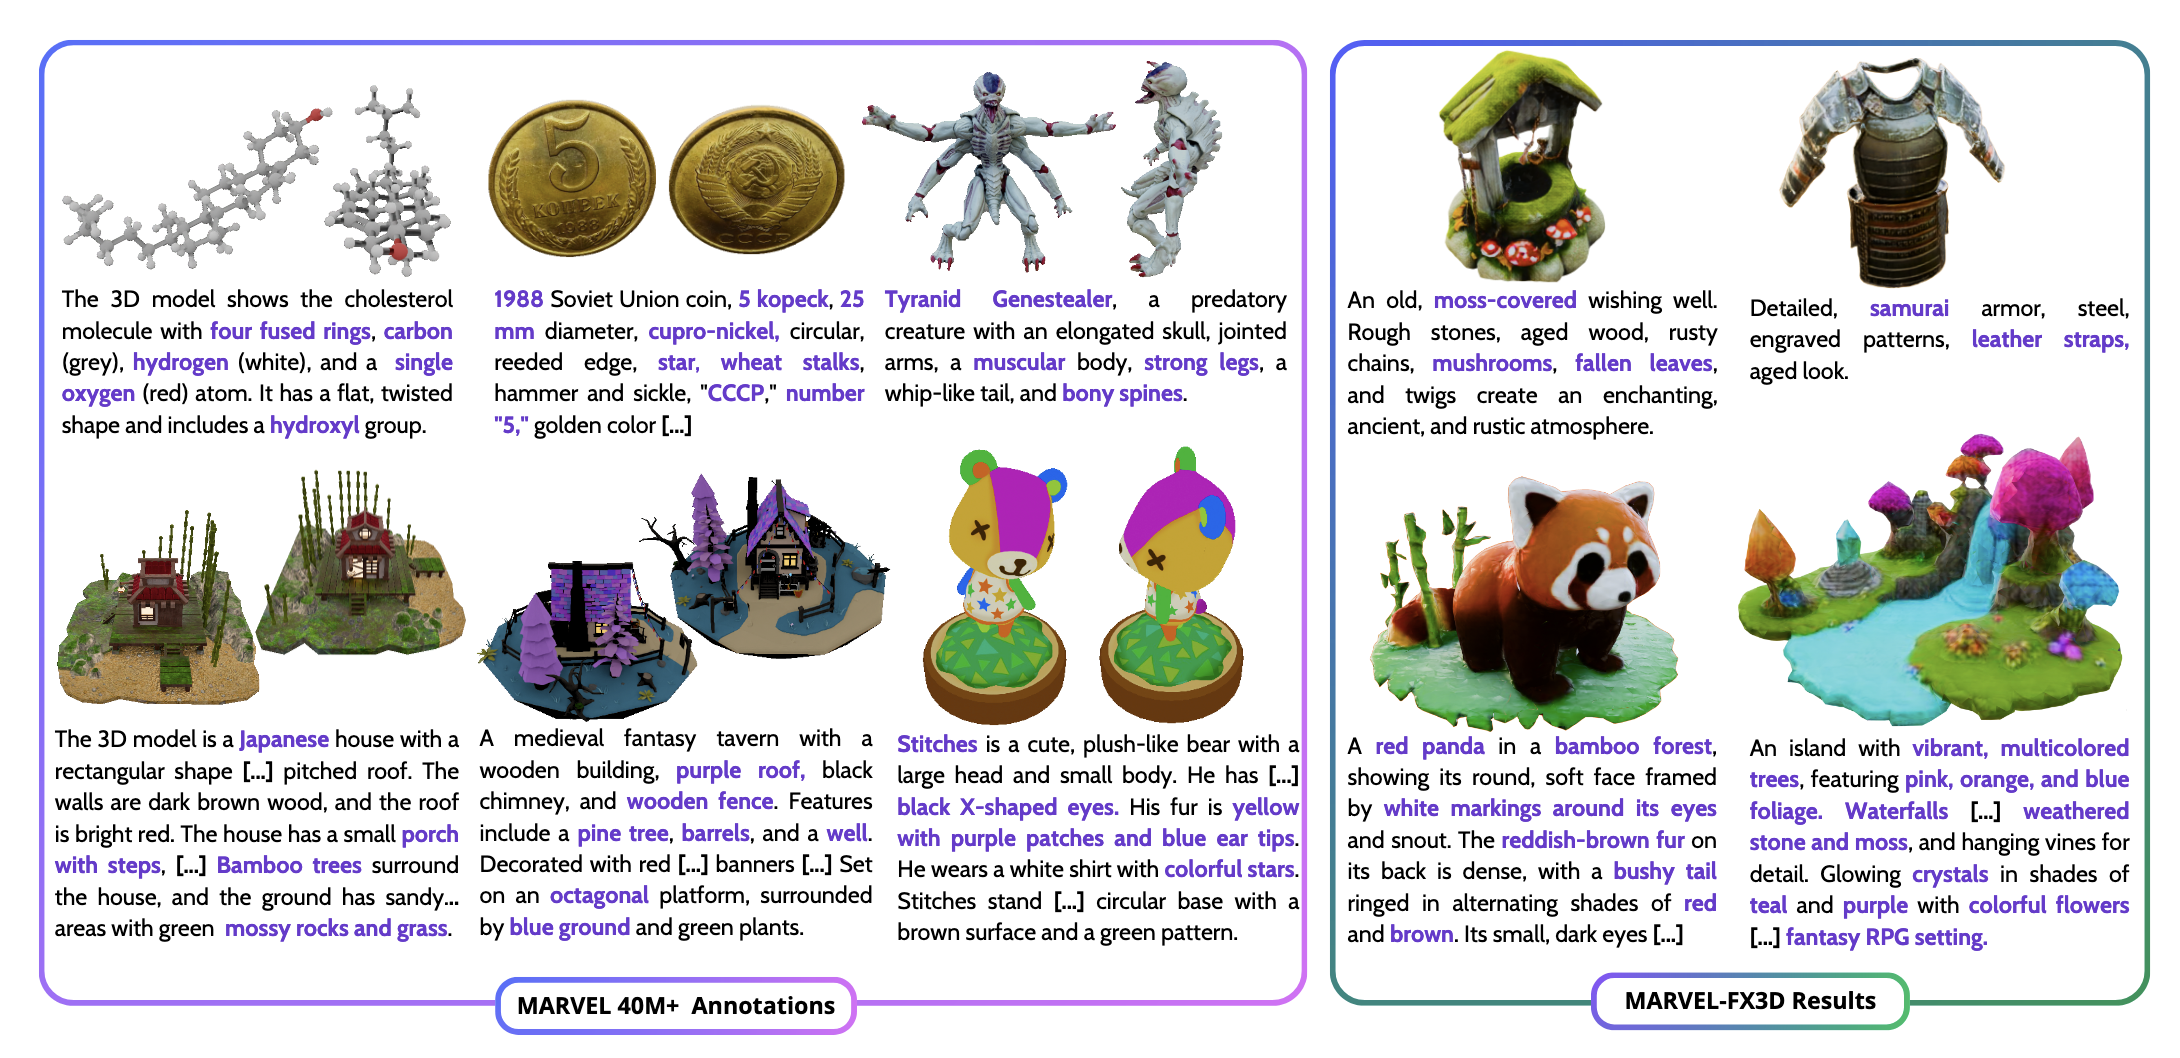 5
КОПЕЕК
1988
СССР
The 3D model shows the cholesterol
molecule with four fused rings, carbon
(grey), hydrogen (white), and a single
oxygen (red) atom. It has a flat, twisted
shape and includes a hydroxyl group.
1988 Soviet Union coin, 5 kopeck, 25
mm diameter, cupro-nickel, circular,
reeded edge, star, wheat stalks,
hammer and sickle, "CCCP," number
"5," golden color [...]
Tyranid Genestealer, a predatory
creature with an elongated skull, jointed
arms, a muscular body, strong legs, a
whip-like tail, and bony spines.
The 3D model is a Japanese house with a
rectangular shape [...] pitched roof. The
walls are dark brown wood, and the roof
is bright red. The house has a small porch
with steps, [...] Bamboo trees surround
the house, and the ground has sandy...
areas with green mossy rocks and grass.
A medieval fantasy tavern with a
wooden building, purple roof, black
chimney, and wooden fence. Features
include a pine tree, barrels, and a well.
Decorated with red [...] banners [...] Set
on an octagonal platform, surrounded
by blue ground and green plants.
Stitches is a cute, plush-like bear with a
large head and small body. He has [...]
black X-shaped eyes. His fur is yellow
with purple patches and blue ear tips.
He wears a white shirt with colorful stars.
Stitches stand [...] circular base with a
brown surface and a green pattern.
MARVEL 40M+ Annotations
An old, moss-covered wishing well.
Rough stones, aged wood, rusty
chains, mushrooms, fallen leaves,
and twigs create an enchanting,
ancient, and rustic atmosphere.
Detailed, samurai armor, steel,
engraved patterns, leather straps,
aged look.
A red panda in a bamboo forest,
showing its round, soft face framed
by white markings around its eyes
and snout. The reddish-brown fur on
its back is dense, with a bushy tail
ringed in alternating shades of red
and brown. Its small, dark eyes [...]
An island with vibrant, multicolored
trees, featuring pink, orange, and blue
foliage. Waterfalls [...] weathered
stone and moss, and hanging vines for
detail. Glowing crystals in shades of
teal and purple with colorful flowers
[...] fantasy RPG setting.
MARVEL-FX3D Results